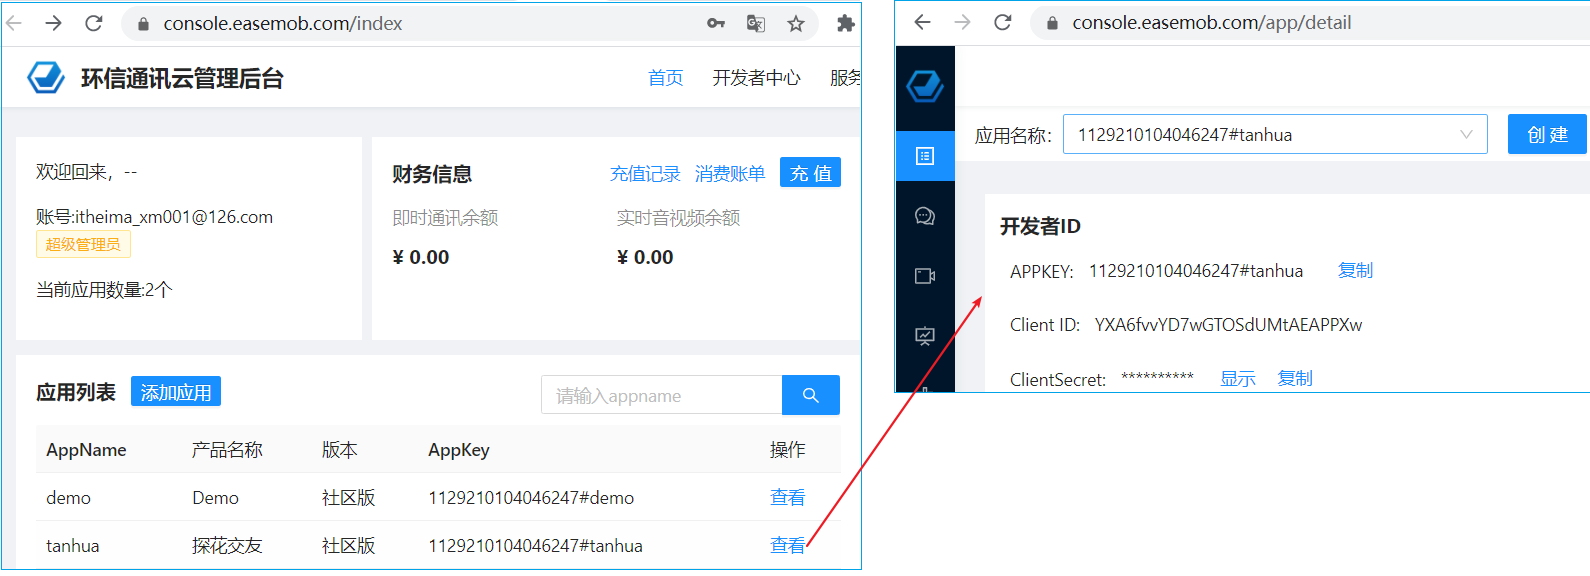 console.easemob.com/index
环信通讯云管理后台
首页
开发者中心
服务
欢迎回来，--
账号:itheima_xm001@126.com
超级管理员
当前应用数量:2个
财务信息
充值记录
消费账单
充 值
即时通讯余额
实时音视频余额
¥ 0.00
¥ 0.00
应用列表
添加应用
请输入appname
AppName 产品名称 版本 AppKey 操作
demo Demo 社区版 1129210104046247#demo 查看
tanhua 探花交友 社区版 1129210104046247#tanhua 查看
console.easemob.com/app/detail
应用名称: 1129210104046247#tanhua
创 建
开发者ID
APPKEY: 1129210104046247#tanhua 复制
Client ID: YXA6fvvYD7wGTOSdUMtAEAPPXw
ClientSecret: ********** 显示 复制